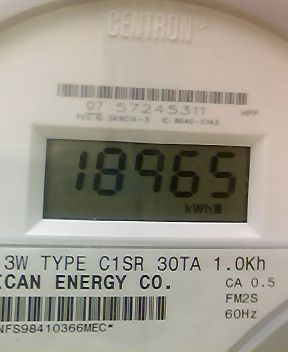 CENTRON®
07 57245311 HPP
18965
kWh
3W TYPE C1SR 30TA 1.0Kh
ICAN ENERGY CO. CA 0.5
FM2S
NFS98410366MEC* 60Hz